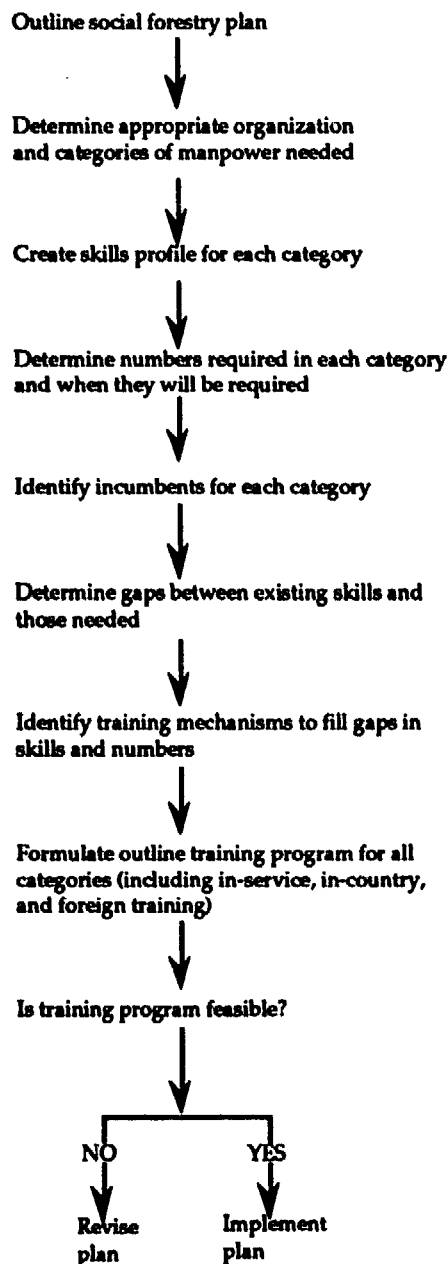 Outline social forestry plan
Determine appropriate organization
and categories of manpower needed
Create skills profile for each category
Determine numbers required in each category
and when they will be required
Identify incumbents for each category
Determine gaps between existing skills and
those needed
Identify training mechanisms to fill gaps in
skills and numbers
Formulate outline training program for all
categories (including in-service, in-country,
and foreign training)
Is training program feasible?
NO
YES
Revise
plan
Implement
plan